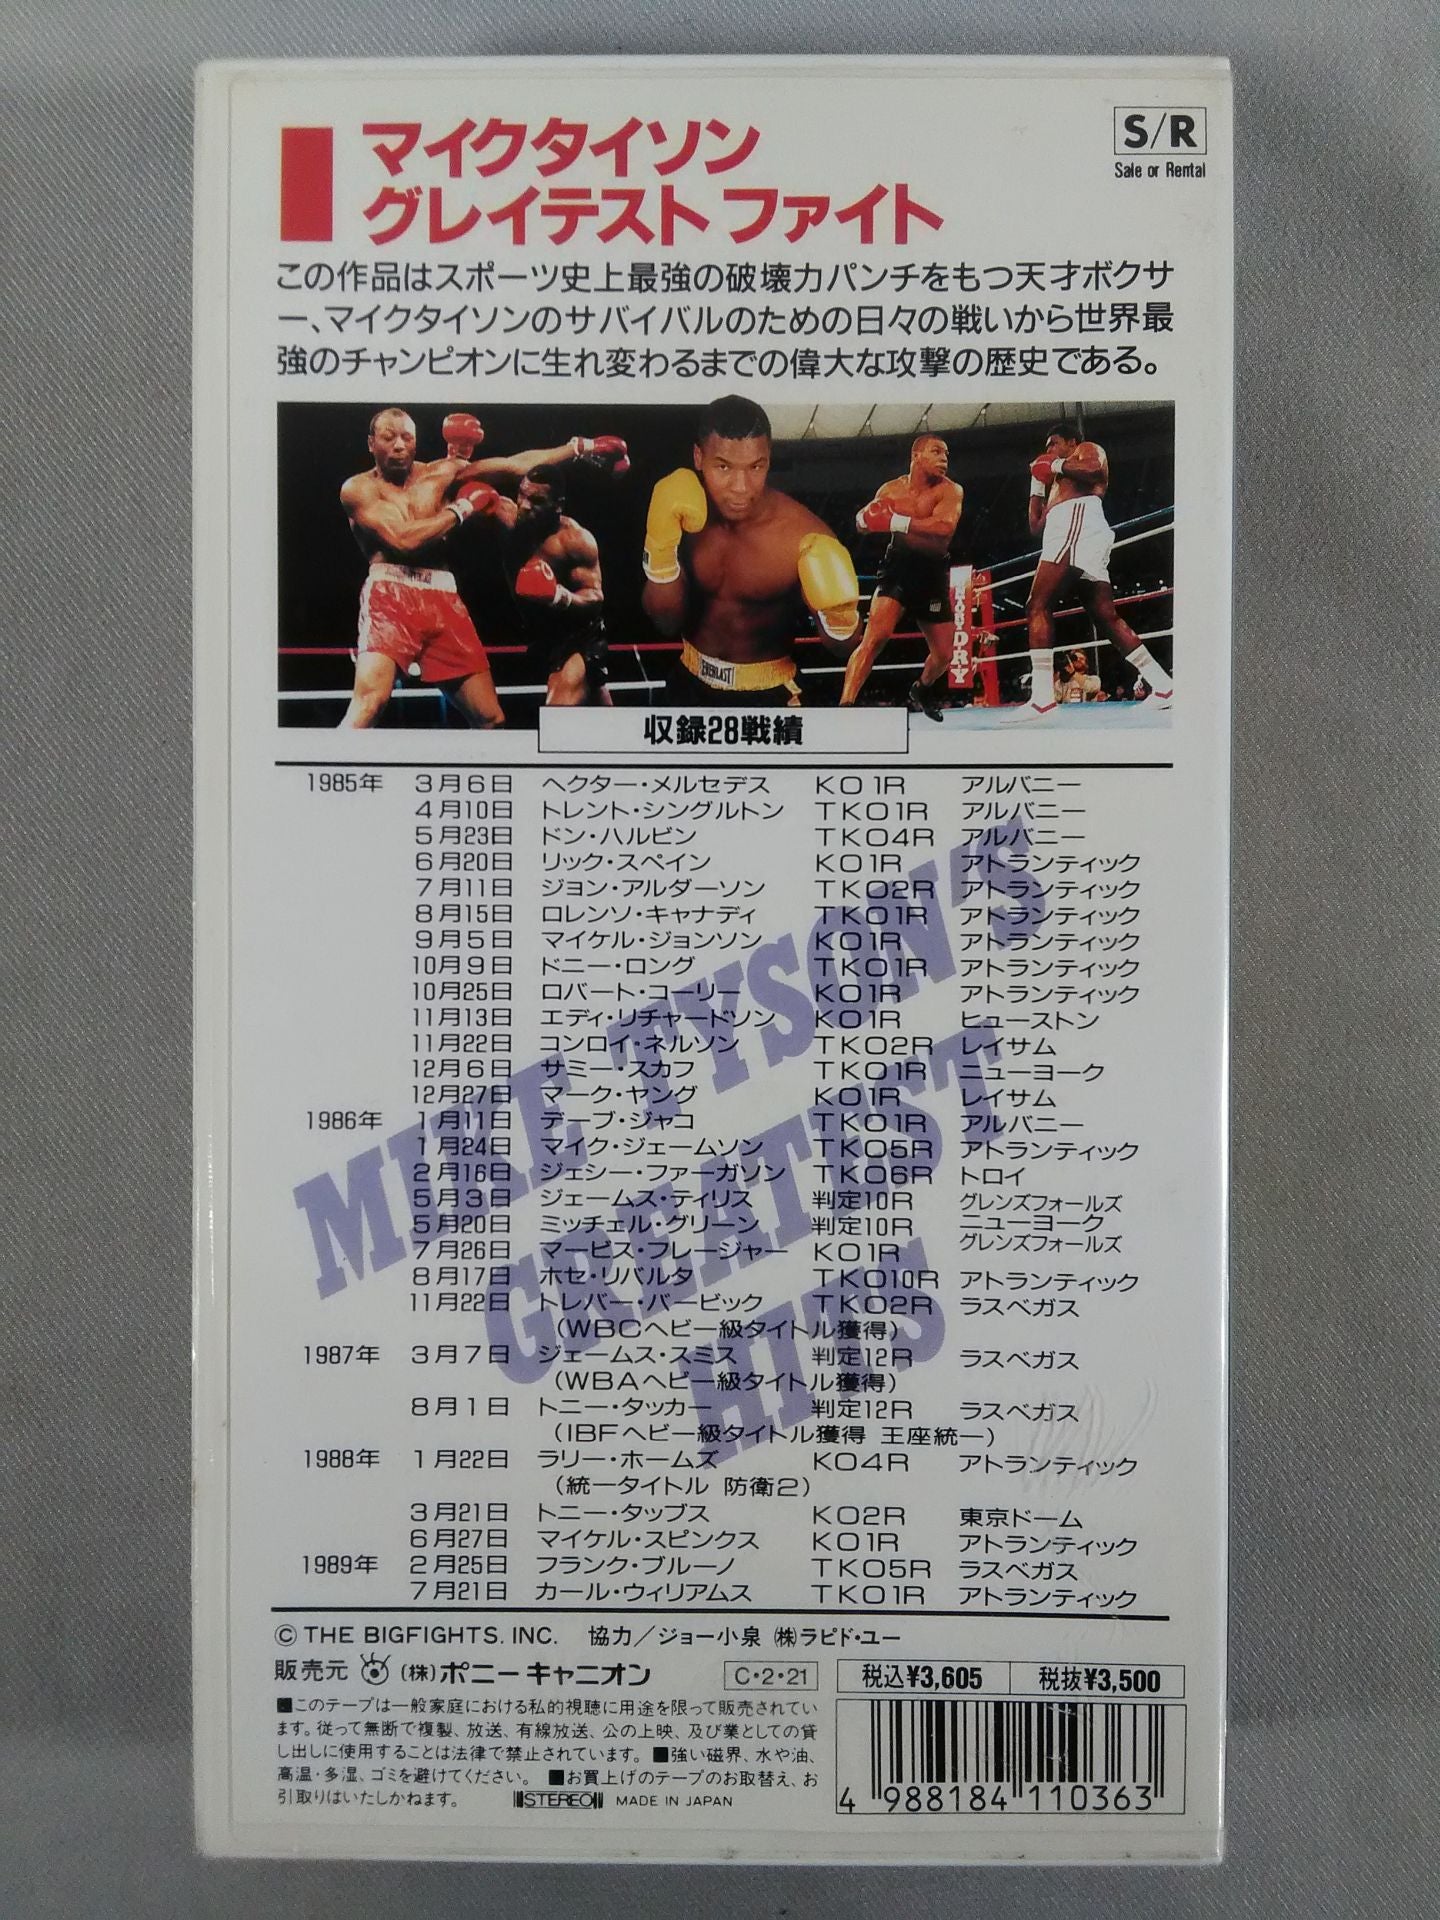 マイクタイソン
グレイテスト ファイト
S/R
Sale or Rental
この作品はスポーツ史上最強の破壊力パンチをもつ天才ボクサ
ー、マイクタイソンのサバイバルのための日々の戦いから世界最
強のチャンピオンに生れ変わるまでの偉大な攻撃の歴史である。
EVERLAST
DRY
収録28戦績
MIKE TYSON'S
GREATEST
HITS
1985年 3月6日 ヘクター・メルセデス KO1R アルバニー
4月10日 トレント・シングルトン TKO1R アルバニー
5月23日 ドン・ハルビン TKO4R アルバニー
6月20日 リック・スペイン KO1R アトランティック
7月11日 ジョン・アルダーソン TKO2R アトランティック
8月15日 ロレンソ・キャナディ TKO1R アトランティック
9月5日 マイケル・ジョンソン KO1R アトランティック
10月9日 ドニー・ロング TKO1R アトランティック
10月25日 ロバート・コーリー KO1R アトランティック
11月13日 エディ・リチャードソン KO1R ヒューストン
11月22日 コンロイ・ネルソン TKO2R レイサム
12月6日 サミー・スカフ TKO1R ニューヨーク
12月27日 マーク・ヤング KO1R レイサム
1986年 1月11日 デーブ・ジャコ TKO1R アルバニー
1月24日 マイク・ジェームソン TKO5R アトランティック
2月16日 ジェシー・ファーガソン TKO6R トロイ
5月3日 ジェームス・ティリス 判定10R グレンズフォールズ
5月20日 ミッチェル・グリーン 判定10R ニューヨーク
7月26日 マービス・フレージャー KO1R グレンズフォールズ
8月17日 ホセ・リバルタ TKO10R アトランティック
11月22日 トレバー・バービック TKO2R ラスベガス
(WBCヘビー級タイトル獲得)
1987年 3月7日 ジェームス・スミス 判定12R ラスベガス
(WBAヘビー級タイトル獲得)
8月1日 トニー・タッカー 判定12R ラスベガス
(IBFヘビー級タイトル獲得 王座統一)
1988年 1月22日 ラリー・ホームズ KO4R アトランティック
(統一タイトル 防衛2)
3月21日 トニー・タッブス KO2R 東京ドーム
6月27日 マイケル・スピンクス KO1R アトランティック
1989年 2月25日 フランク・ブルーノ TKO5R ラスベガス
7月21日 カール・ウィリアムス TKO1R アトランティック
© THE BIGFIGHTS. INC. 協力/ジョー小泉 ㈱ラピド・ユー
販売元 (株)ポニーキャニオン C・2・21 税込¥3,605 税抜¥3,500
■このテープは一般家庭における私的視聴に用途を限って販売されてい
ます。従って無断で複製、放送、有線放送、公の上映、及び業としての貸
し出しに使用することは法律で禁止されています。■強い磁界、水や油、
高温・多湿、ゴミを避けてください。 ■お買上げのテープのお取替え、お
引取りはいたしかねます。 STEREO MADE IN JAPAN
4 988184 110363